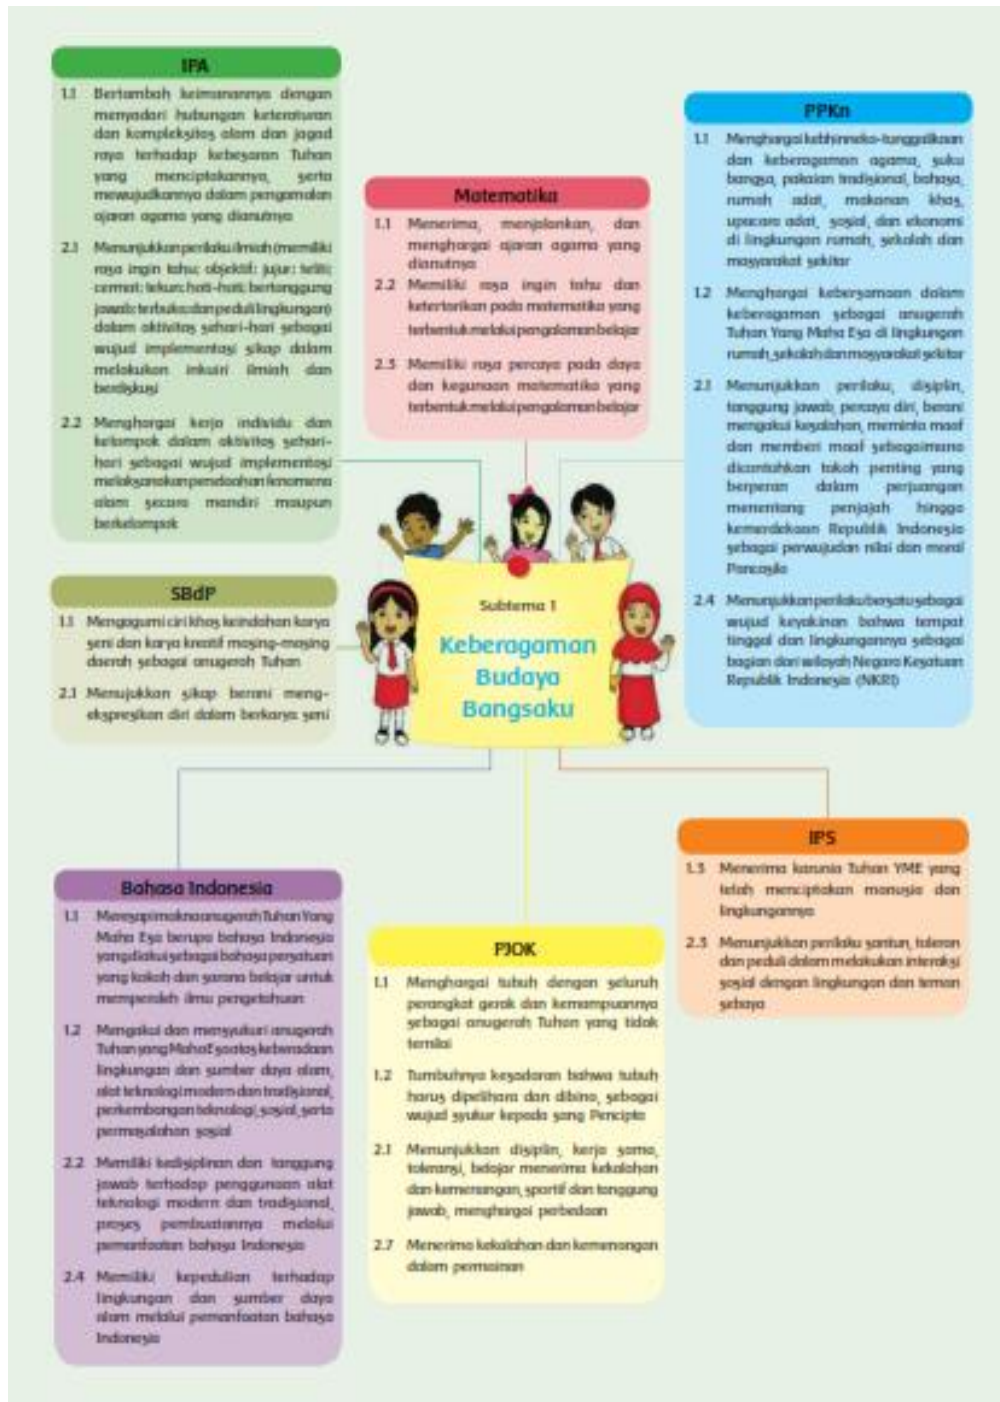 IPA
1.1 Bertambah keimanannya dengan
menyadari hubungan keteraturan
dan kompleksitas alam dan jagad
raya terhadap kebesaran Tuhan
yang menciptakannya, serta
mewujudkannya dalam pengamalan
ajaran agama yang dianutnya
2.1 Menunjukkan perilaku ilmiah (memiliki
rasa ingin tahu; objektif; jujur; teliti;
cermat; tekun; hati-hati; bertanggung
jawab; terbuka; dan peduli lingkungan)
dalam aktivitas sehari-hari sebagai
wujud implementasi sikap dalam
melakukan inkuiri ilmiah dan
berdiskusi
2.2 Menghargai kerja individu dan
kelompok dalam aktivitas sehari-
hari sebagai wujud implementasi
melaksanakan penelaahan fenomena
alam secara mandiri maupun
berkelompok
Matematika
1.1 Menerima, menjalankan, dan
menghargai ajaran agama yang
dianutnya
2.2 Memiliki rasa ingin tahu dan
ketertarikan pada matematika yang
terbentuk melalui pengalaman belajar
2.3 Memiliki rasa percaya pada daya
dan kegunaan matematika yang
terbentuk melalui pengalaman belajar
PPKn
1.1 Menghargai kebhinneka-tunggalikaan
dan keberagaman agama, suku
bangsa, pakaian tradisional, bahasa,
rumah adat, makanan khas,
upacara adat, sosial, dan ekonomi
di lingkungan rumah, sekolah dan
masyarakat sekitar
1.2 Menghargai kebersamaan dalam
keberagaman sebagai anugerah
Tuhan Yang Maha Esa di lingkungan
rumah, sekolah dan masyarakat sekitar
2.1 Menunjukkan perilaku, disiplin,
tanggung jawab, percaya diri, berani
mengakui kesalahan, meminta maaf
dan memberi maaf sebagaimana
dicontohkan tokoh penting yang
berperan dalam perjuangan
menentang penjajah hingga
kemerdekaan Republik Indonesia
sebagai perwujudan nilai dan moral
Pancasila
2.4 Menunjukkan perilaku bersatu sebagai
wujud keyakinan bahwa tempat
tinggal dan lingkungannya sebagai
bagian dari wilayah Negara Kesatuan
Republik Indonesia (NKRI)
SBdP
1.1 Mengagumi ciri khas keindahan karya
seni dan karya kreatif masing-masing
daerah sebagai anugerah Tuhan
2.1 Menujukkan sikap berani meng-
ekspresikan diri dalam berkarya seni
Subtema 1
Keberagaman
Budaya
Bangsaku
Bahasa Indonesia
1.1 Meresapi makna anugerah Tuhan Yang
Maha Esa berupa bahasa Indonesia
yang diakui sebagai bahasa persatuan
yang kokoh dan sarana belajar untuk
memperoleh ilmu pengetahuan
1.2 Mengakui dan mensyukuri anugerah
Tuhan yang Maha Esa atas keberadaan
lingkungan dan sumber daya alam,
alat teknologi modern dan tradisional,
perkembangan teknologi, sosial, serta
permasalahan sosial
2.2 Memiliki kedisiplinan dan tanggung
jawab terhadap penggunaan alat
teknologi modern dan tradisional,
proses pembuatannya melalui
pemanfaatan bahasa Indonesia
2.4 Memiliki kepedulian terhadap
lingkungan dan sumber daya
alam melalui pemanfaatan bahasa
Indonesia
PJOK
1.1 Menghargai tubuh dengan seluruh
perangkat gerak dan kemampuannya
sebagai anugerah Tuhan yang tidak
ternilai
1.2 Tumbuhnya kesadaran bahwa tubuh
harus dipelihara dan dibina, sebagai
wujud syukur kepada sang Pencipta
2.1 Menunjukkan disiplin, kerja sama,
toleransi, belajar menerima kekalahan
dan kemenangan, sportif dan tanggung
jawab, menghargai perbedaan
2.7 Menerima kekalahan dan kemenangan
dalam permainan
IPS
1.3 Menerima karunia Tuhan YME yang
telah menciptakan manusia dan
lingkungannya
2.3 Menunjukkan perilaku santun, toleran
dan peduli dalam melakukan interaksi
sosial dengan lingkungan dan teman
sebaya